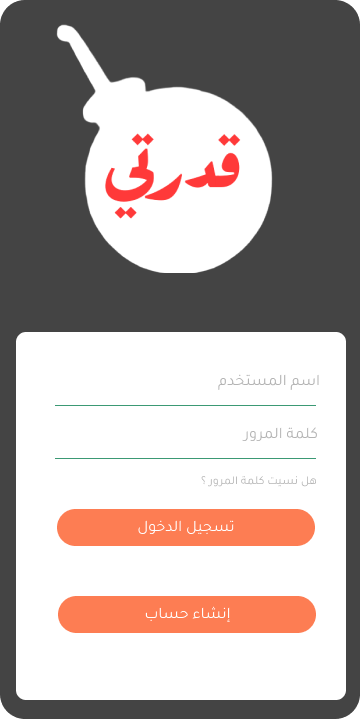 قدرتي
اسم المستخدم
كلمة المرور
هل نسيت كلمة المرور ؟
تسجيل الدخول
إنشاء حساب